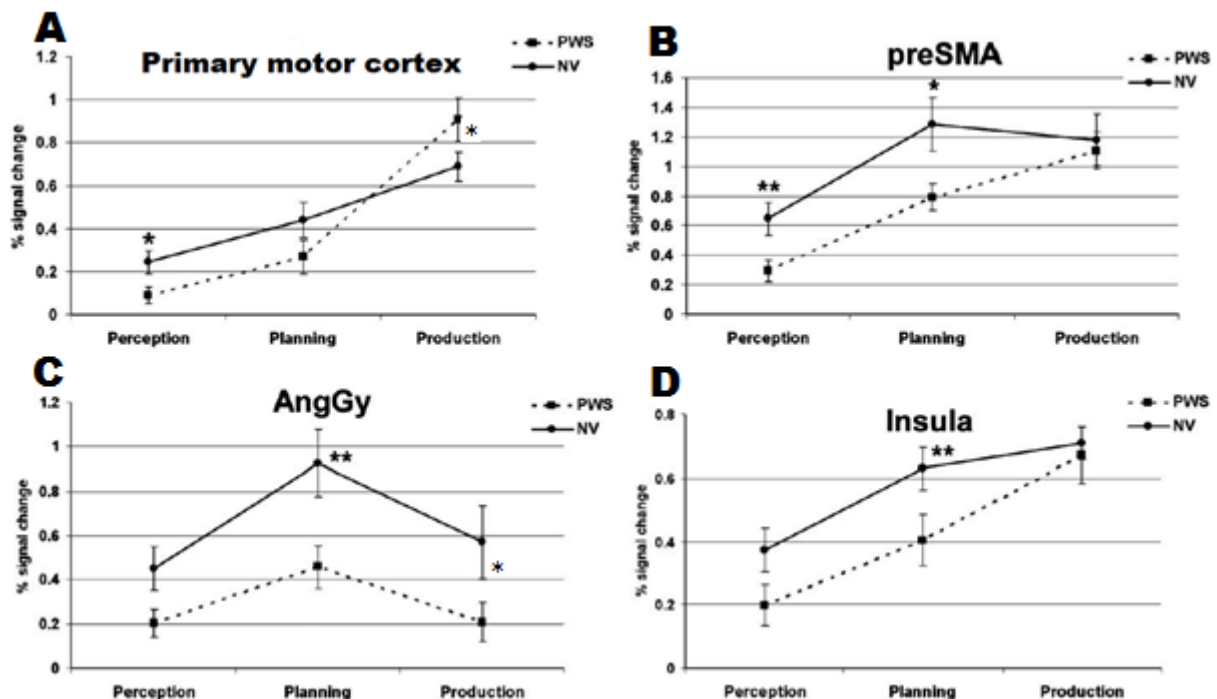 A
Primary motor cortex
PWS
NV
1.2
1
0.8
0.6
0.4
0.2
0
% signal change
*
*
Perception Planning Production
B
preSMA
PWS
NV
1.6
1.4
1.2
1
0.8
0.6
0.4
0.2
0
% signal change
**
*
Perception Planning Production
C
AngGy
PWS
NV
1.2
1
0.8
0.6
0.4
0.2
0
% signal change
**
*
Perception Planning Production
D
Insula
PWS
NV
0.8
0.6
0.4
0.2
0
% signal change
**
Perception Planning Production